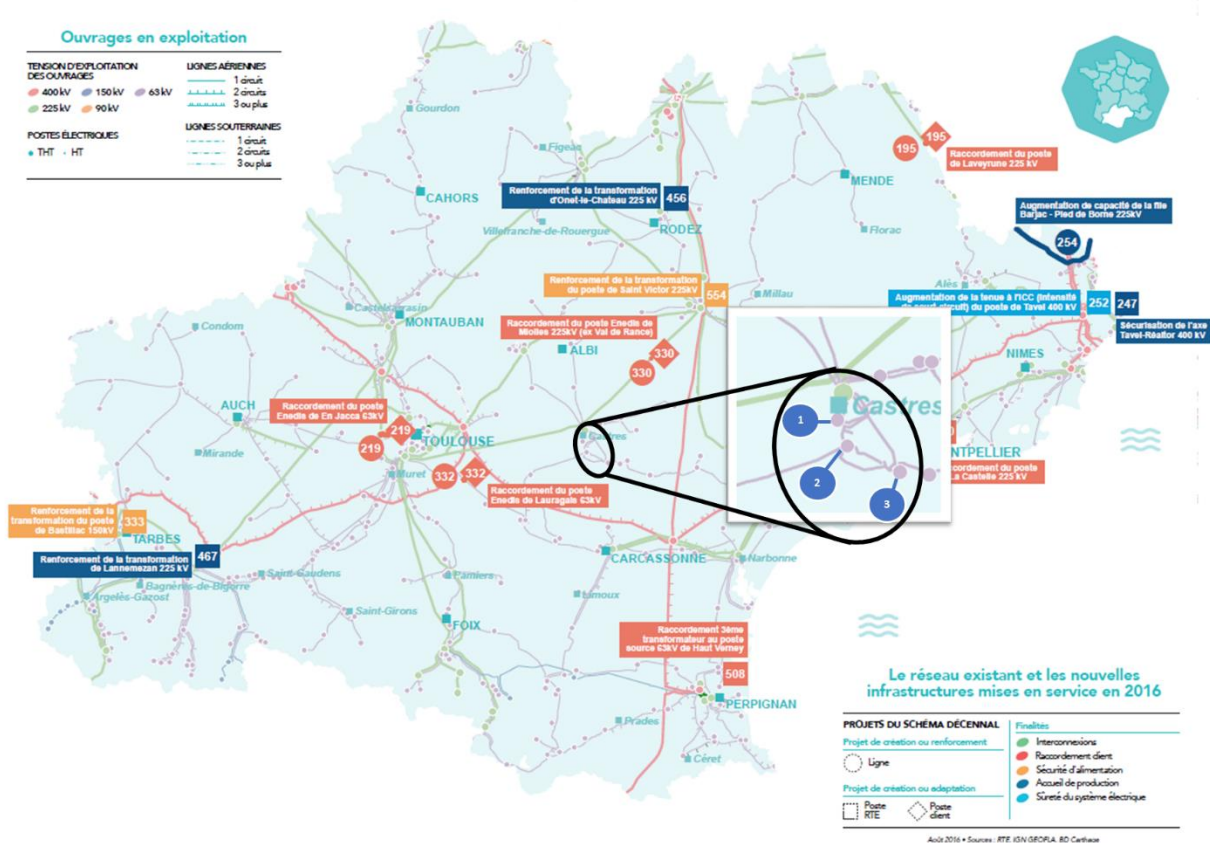 Ouvrages en exploitation
TENSION D'EXPLOITATION
DES OUVRAGES
400 kV
150 kV
63 kV
225 kV
90 kV
POSTES ÉLECTRIQUES
THT
HT
LIGNES AÉRIENNES
1 circuit
2 circuits
3 ou plus
LIGNES SOUTERRAINES
1 circuit
2 circuits
3 ou plus
Gourdon
Figeac
CAHORS
Renforcement de la transformation
d'Onet-le-Chateau 225 kV
456
Villefranche-de-Rouergue
RODEZ
195
195
Raccordement du poste
de Laveyrune 225 kV
MENDE
Florac
Augmentation de capacité de la file
Barjac - Pied de Borne 225kV
254
Alès
Renforcement de la transformation
du poste de Saint Victor 225kV
554
Millau
Augmentation de la tenue à l'ICC (Intensité
du poste de Tavel 400 kV
252
247
Sécurisation de l'axe
Tavel-Réaltor 400 kV
Castelsarrasin
MONTAUBAN
Condom
Raccordement du poste Enedis de
Miolles 225kV (ex Val de Rance)
ALBI
330
330
NIMES
AUCH
Raccordement du poste
Enedis de En Jacca 63kV
219
219
TOULOUSE
Mirande
Muret
332
332
Raccordement du poste
Enedis de Lauragais 63kV
Castres
Castres
1
2
3
TPELLIER
cordement du poste
Castelle 225 kV
Renforcement de la
transformation du poste
de Bastillac 150kV
333
TARBES
Renforcement de la transformation
de Lannemezan 225 kV
467
Bagnères-de-Bigorre
Argelès-Gazost
Saint-Gaudens
Saint-Girons
Pamiers
FOIX
CARCASSONNE
Limoux
Narbonne
Raccordement 3ème
transformateur au poste
source 63kV de Haut Verney
508
PERPIGNAN
Prades
Céret
Le réseau existant et les nouvelles
infrastructures mises en service en 2016
PROJETS DU SCHÉMA DÉCENNAL
Projet de création ou renforcement
Ligne
Projet de création ou adaptation
Poste
RTE
Poste
client
Finalités
Interconnexions
Raccordement client
Sécurité d'alimentation
Accueil de production
Sûreté du système électrique
Août 2016 • Sources : RTE, IGN GEOFLA, BD Carthage